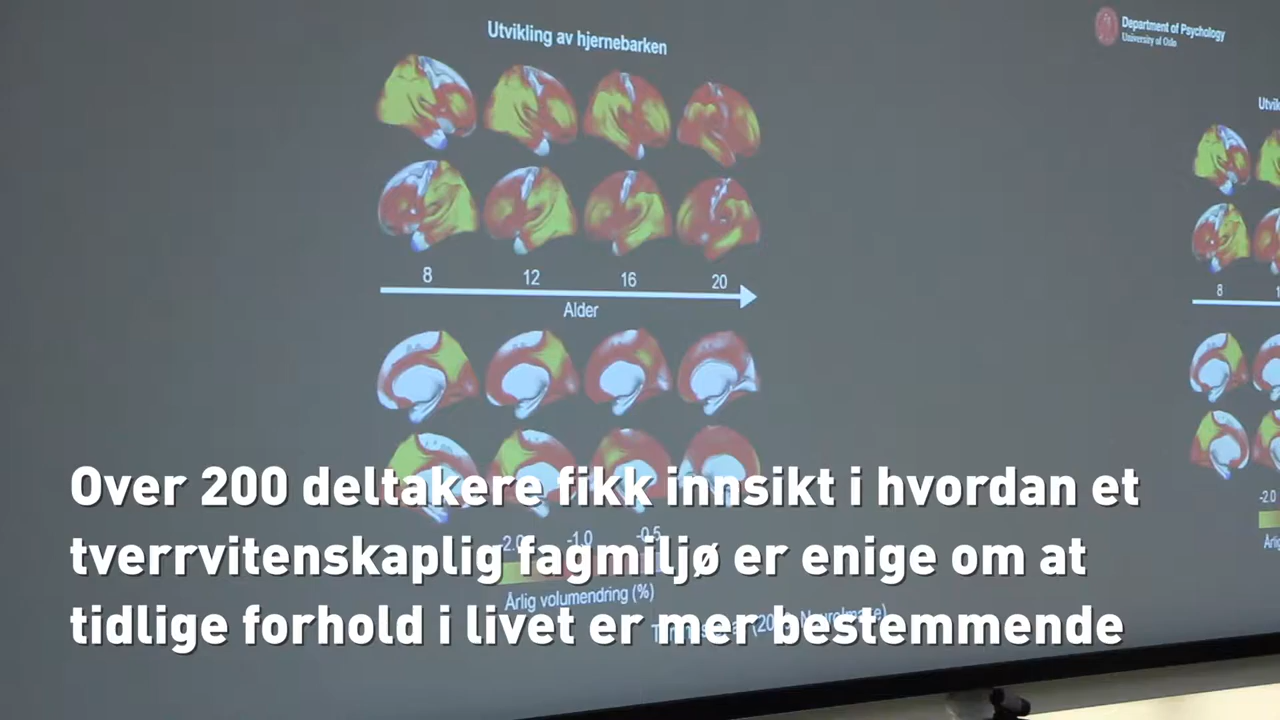 Utvikling av hjernebarken
Department of Psychology
University of Oslo
8 12 16 20
Alder
8
Over 200 deltakere fikk innsikt i hvordan et
tverrvitenskaplig fagmiljø er enige om at
tidlige forhold i livet er mer bestemmende
-1.0 -0.5
Årlig volumendring (%)
-2.0